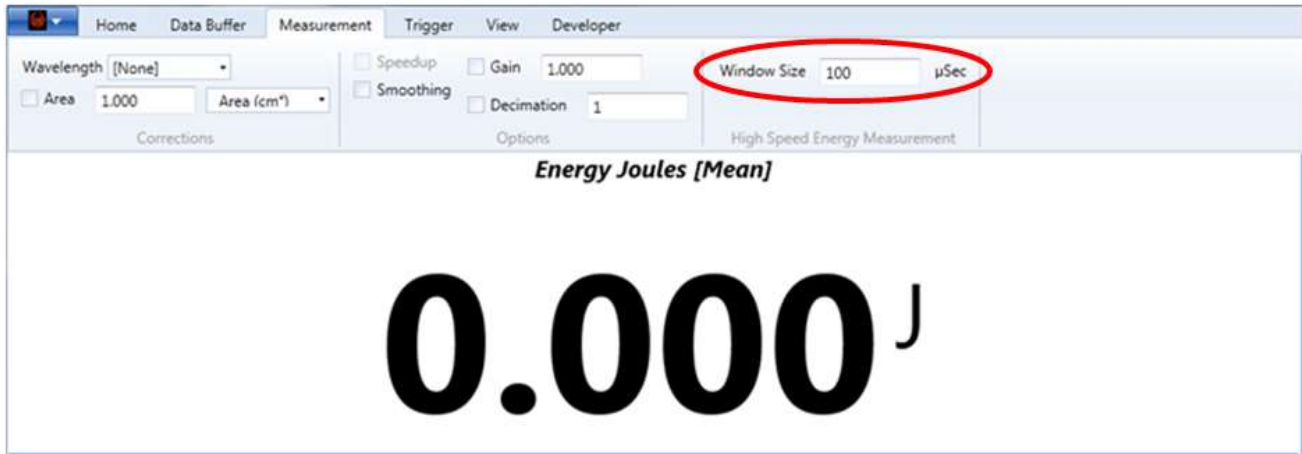 Home Data Buffer Measurement Trigger View Developer
Wavelength [None] Speedup Gain 1.000 Window Size 100 µSec
Area 1.000 Area (cm²) Smoothing Decimation 1
Corrections Options High Speed Energy Measurement
Energy Joules [Mean]
0.000 J